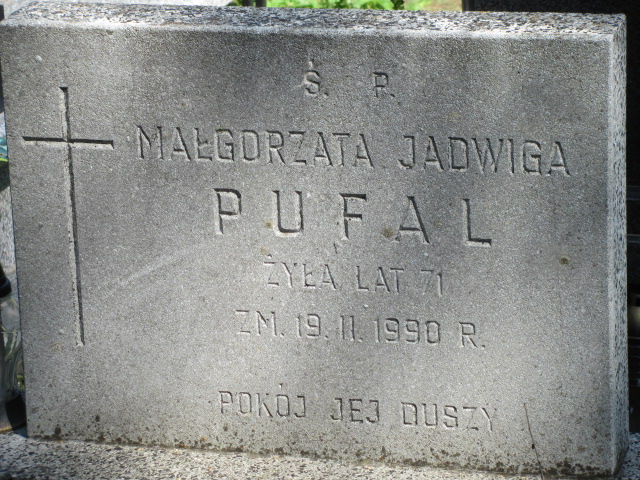 Ś. P.
MAŁGORZATA JADWIGA
PUFAL
ŻYŁA LAT 71
ZM. 19. 11. 1990 R.
POKÓJ JEJ DUSZY